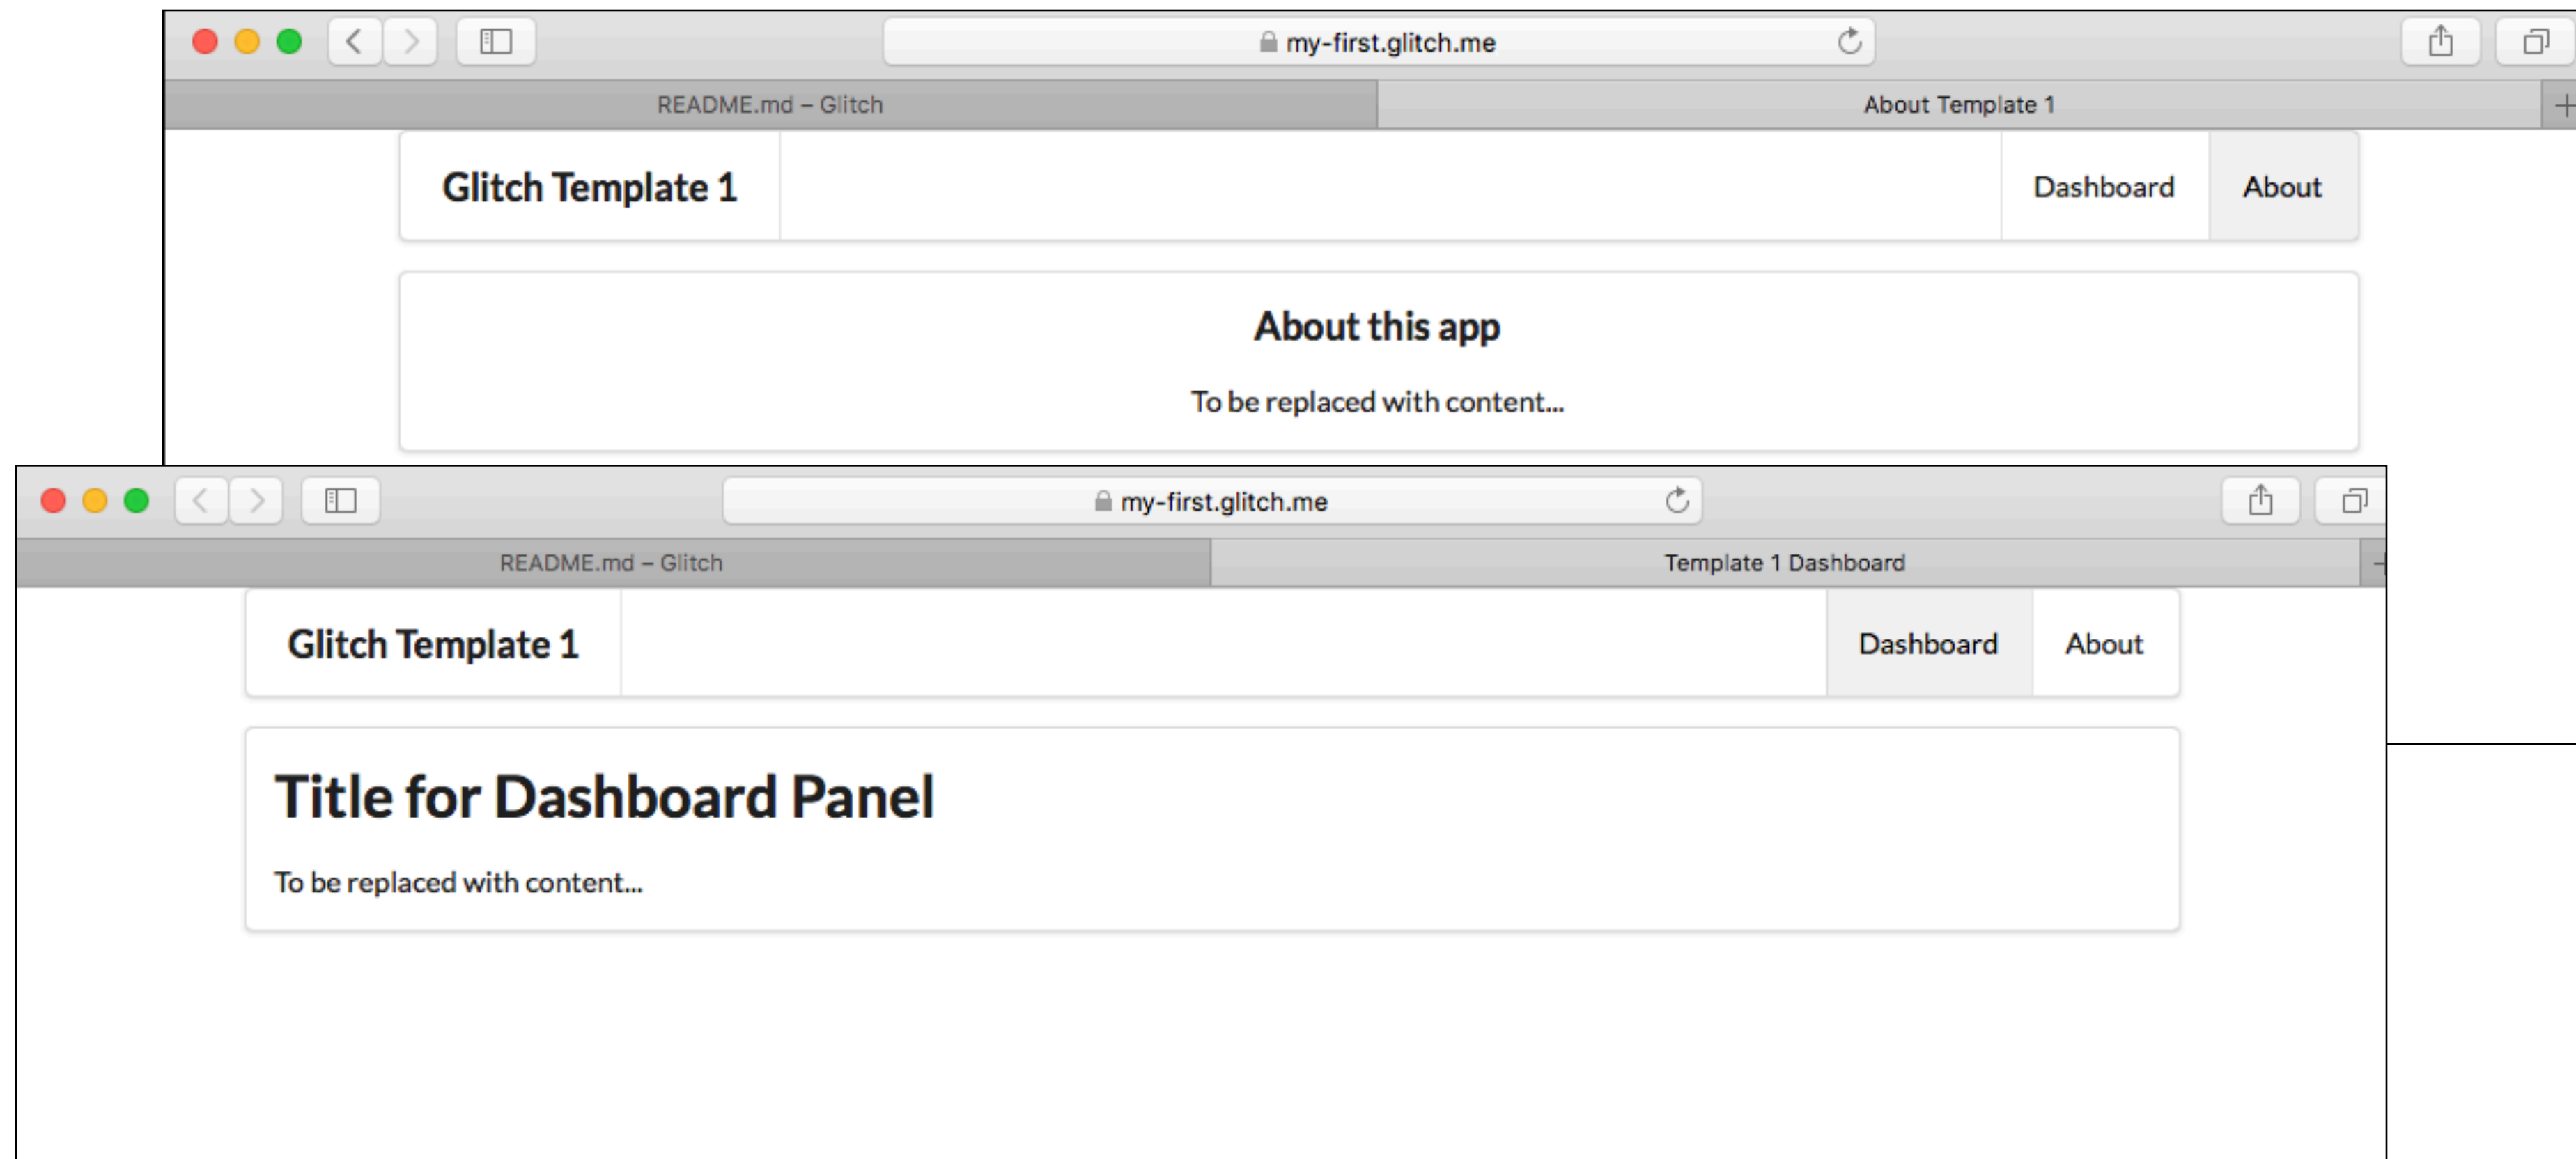 my-first.glitch.me
README.md – Glitch
About Template 1
Glitch Template 1
Dashboard
About
About this app
To be replaced with content...
my-first.glitch.me
README.md – Glitch
Template 1 Dashboard
Glitch Template 1
Dashboard
About
Title for Dashboard Panel
To be replaced with content...